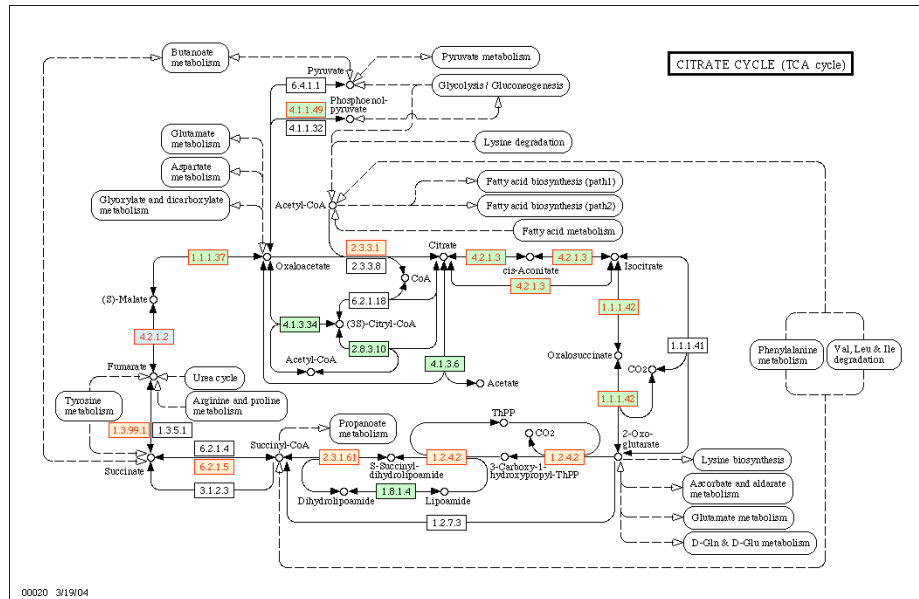 Butanoate
metabolism
Pyruvate
Pyruvate metabolism
CITRATE CYCLE (TCA cycle)
6.4.1.1
Glycolysis / Gluconeogenesis
4.1.1.49
Phosphoenol-
pyruvate
4.1.1.32
Glutamate
metabolism
Lysine degradation
Aspartate
metabolism
Fatty acid biosynthesis (path1)
Glyoxylate and dicarboxylate
metabolism
Acetyl-CoA
Fatty acid biosynthesis (path2)
Fatty acid metabolism
1.1.1.37
Oxaloacetate
2.3.3.1
2.3.3.8
Citrate
4.2.1.3
cis-Aconitate
4.2.1.3
Isocitrate
CoA
4.2.1.3
(S)-Malate
6.2.1.18
1.1.1.42
4.1.3.34
(3S)-Citryl-CoA
4.2.1.2
2.8.3.10
1.1.1.41
Oxalosuccinate
Phenylalanine
metabolism
Val, Leu & Ile
degradation
Acetyl-CoA
4.1.3.6
CO2
Fumarate
Urea cycle
Acetate
Tyrosine
metabolism
Arginine and proline
metabolism
1.1.1.42
ThPP
Propanoate
metabolism
CO2
2-Oxo-
glutarate
1.3.99.1
1.3.5.1
6.2.1.4
Succinyl-CoA
Succinate
6.2.1.5
2.3.1.61
S-Succinyl-
dihydrolipoamide
1.2.4.2
3-Carboxy-1-
hydroxypropyl-ThPP
1.2.4.2
Lysine biosynthesis
3.1.2.3
Dihydrolipoamide
1.8.1.4
Lipoamide
Ascorbate and aldarate
metabolism
1.2.7.3
Glutamate metabolism
D-Gln & D-Glu metabolism
00020 3/19/04